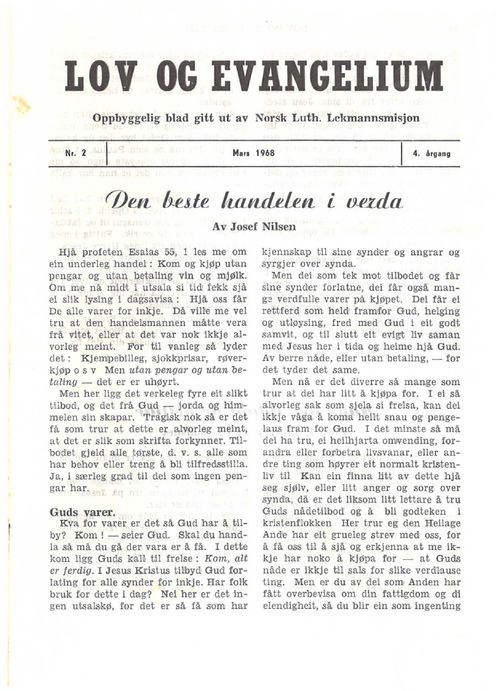 LOV OG EVANGELIUM
Oppbyggelig blad gitt ut av Norsk Luth. Lekmannsmisjon
Nr. 2
Mars 1968
4. årgang
Den beste handelen i verda
Av Josef Nilsen
Hjå profeten Esaias 55, 1 les me om
ein underleg handel: Kom og kjøp utan
pengar og utan betaling vin og mjølk.
Om me nå midt i utsala si tid fekk sjå
ei slik lysing i dagsavisa: Hjå oss får
De alle varer for inkje. Då ville me vel
tru at den handelsmannen måtte vera
frå vitet, eller at det var nok ikkje al-
vorleg meint. For til vanleg så lyder
det: Kjempebilleg, sjokkprisar, røver-
kjøp o s v Men utan pengar og utan be-
taling — det er er uhøyrt.
Men her ligg det verkeleg fyre eit slikt
tilbod, og det frå Gud — jorda og him-
melen sin skapar. Tragisk nok så er det
få som trur at dette er alvorleg meint,
at det er slik som skrifta forkynner. Til-
bodet gjeld alle tørste, d. v. s. alle som
har behov eller treng å bli tilfredsstilla.
Ja, i særleg grad til dei som ingen pen-
gar har.
Guds varer.
Kva for varer er det så Gud har å til-
by? Kom! — seier Gud. Skal du hand-
la så må du gå der vara er å få. I dette
kom ligg Guds kall til frelse: Kom, alt
er ferdig. I Jesus Kristus tilbyd Gud for-
lating for alle synder for inkje. Har folk
bruk for dette i dag? Nei her er det in-
gen utsalskø, for det er så få som har
kjennskap til sine synder og angrar og
syrgjer over synda.
Men dei som tek mot tilbodet og får
sine synder forlatne, dei får også man-
ge verdfulle varer på kjøpet. Dei får ei
rettferd som held framfor Gud, helging
og utløysing, fred med Gud i eit godt
samvit, og til slutt eit evigt liv saman
med Jesus her i tida og heime hjå Gud.
Av berre nåde, eller utan betaling, — for
det tyder det same.
Men nå er det diverre så mange som
trur at dei har litt å kjøpa for. I ei så
alvorleg sak som sjela si frelsa, kan dei
ikkje våga å koma heilt snau og penge-
laus fram for Gud. I det minste så må
dei ha tru, ei heilhjarta omvending, for-
andra eller forbetra livsvanar, eller an-
dre ting som høyrer eit normalt kristen-
liv til Kan ein finna litt av dette hjå
seg sjølv, eller litt anger og sorg over
synda, då er det liksom litt lettare å tru
Guds nådetilbod og å bli godteken i
kristenflokken Her trur eg den Heilage
Ande har eit grueleg strev med oss, for
å få oss til å sjå og erkjenna at me ik-
kje har noko å kjøpa for — at Guds
nåde er ikkje til sals for slike verdlause
ting. Men er du av dei som Anden har
fått overbevisa om din fattigdom og di
elendigheit, så du blir ein som ingenting